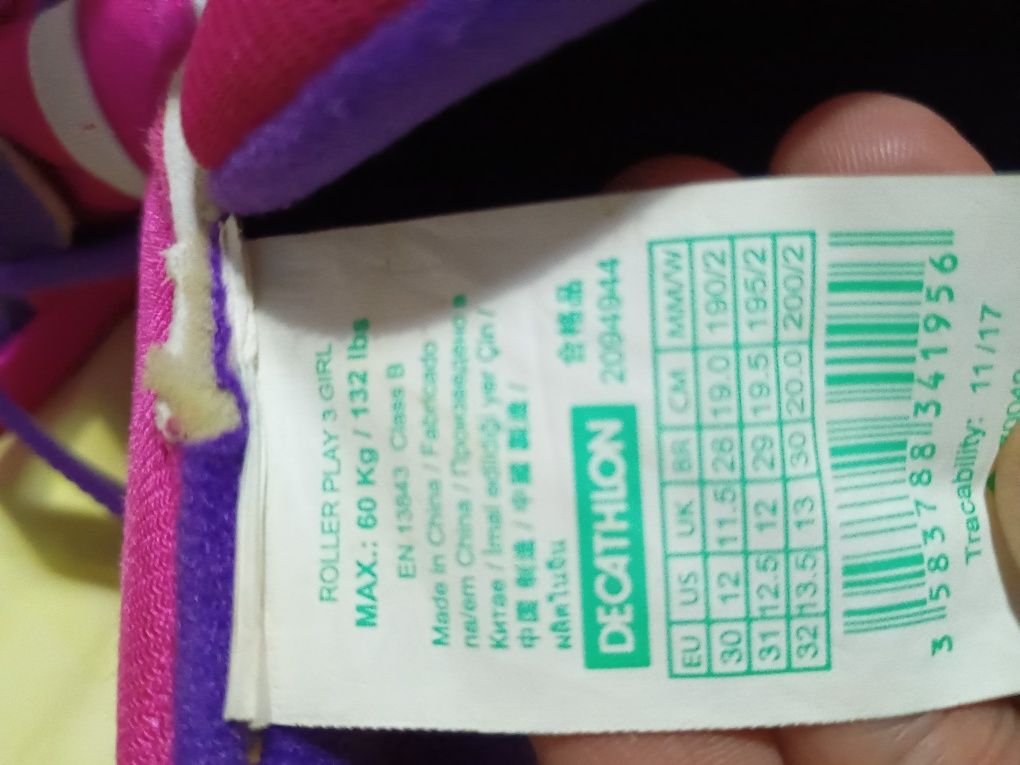 ROLLER PLAY 3 GIRL
MAX.: 60 Kg / 132 lbs
EN 13843 Class B
Made in China / Fabricado
na/em China / Произведено в
Китае / Imal edildiği yer Çin /
中国 制造 / 中國 製造 /
ผลิตในจีน 合格品
DECATHLON 2094944
EU US UK BR CM MM/W
30 12 11.5 28 19.0 190/2
31 12.5 12 29 19.5 195/2
32 13.5 13 30 20.0 200/2
3 583788 341956
Tracability: 11/17